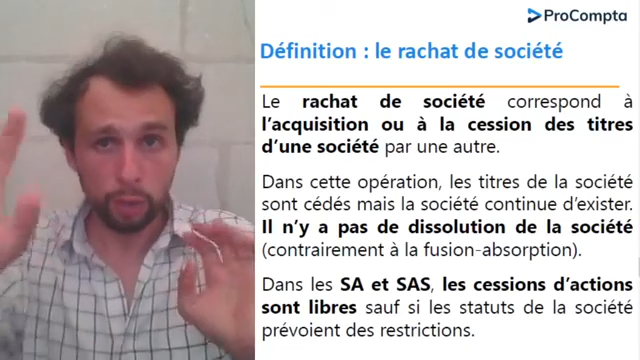 ProCompta
Définition : le rachat de société
Le rachat de société correspond à
l'acquisition ou à la cession des titres
d'une société par une autre.
Dans cette opération, les titres de la société
sont cédés mais la société continue d'exister.
Il n'y a pas de dissolution de la société
(contrairement à la fusion-absorption).
Dans les SA et SAS, les cessions d'actions
sont libres sauf si les statuts de la société
prévoient des restrictions.